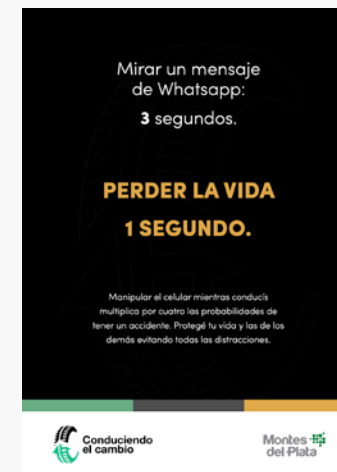 Mirar un mensaje
de Whatsapp:
3 segundos.
PERDER LA VIDA
1 SEGUNDO.
Manipular el celular mientras conducís
multiplica por cuatro las probabilidades de
tener un accidente. Protegé tu vida y las de los
demás evitando todas las distracciones.
Conduciendo
el cambio
Montes
del Plata